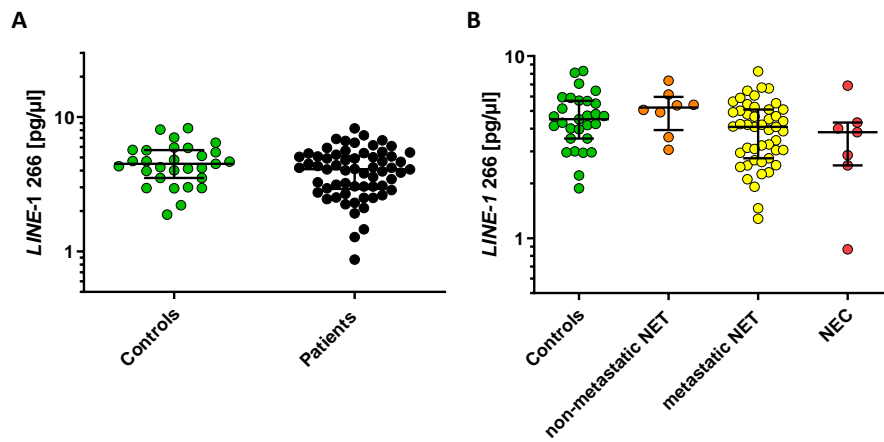 A
LINE-1 266 [pg/µl]
10
1
Controls
Patients
B
LINE-1 266 [pg/µl]
10
1
Controls
non-metastatic NET
metastatic NET
NEC